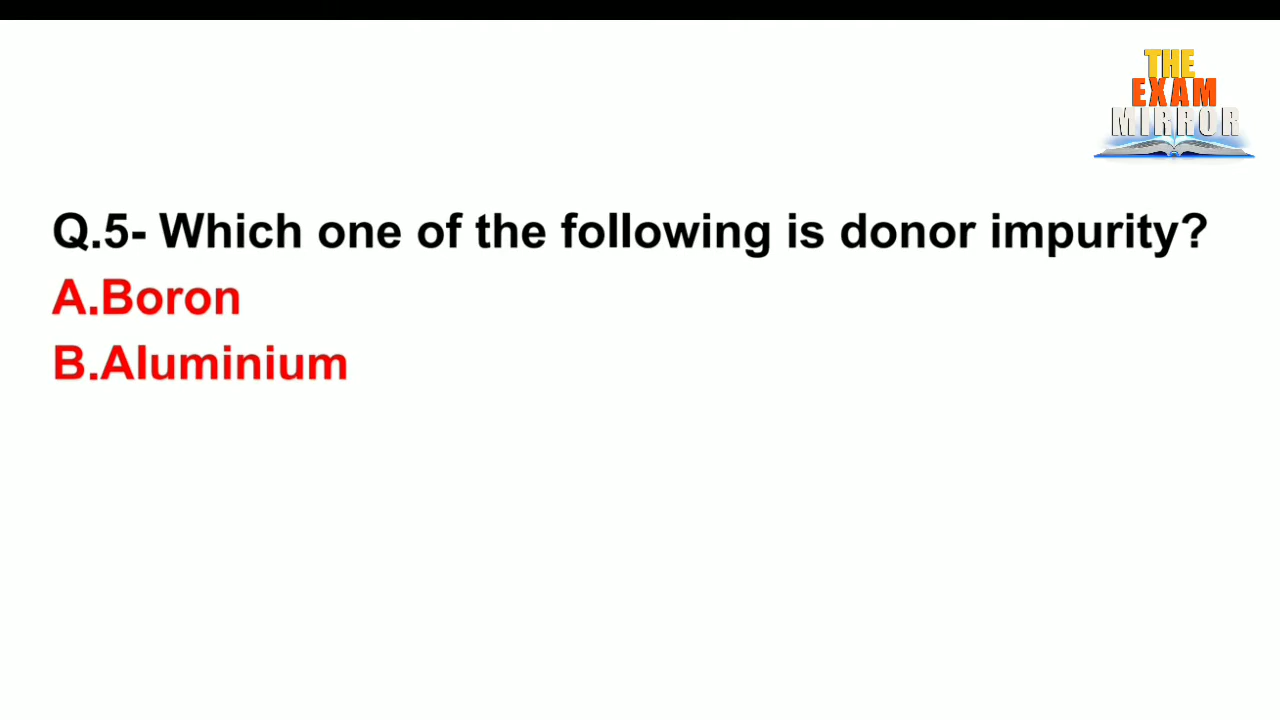 THE
EXAM
MIRROR
Q.5- Which one of the following is donor impurity?
A.Boron
B.Aluminium